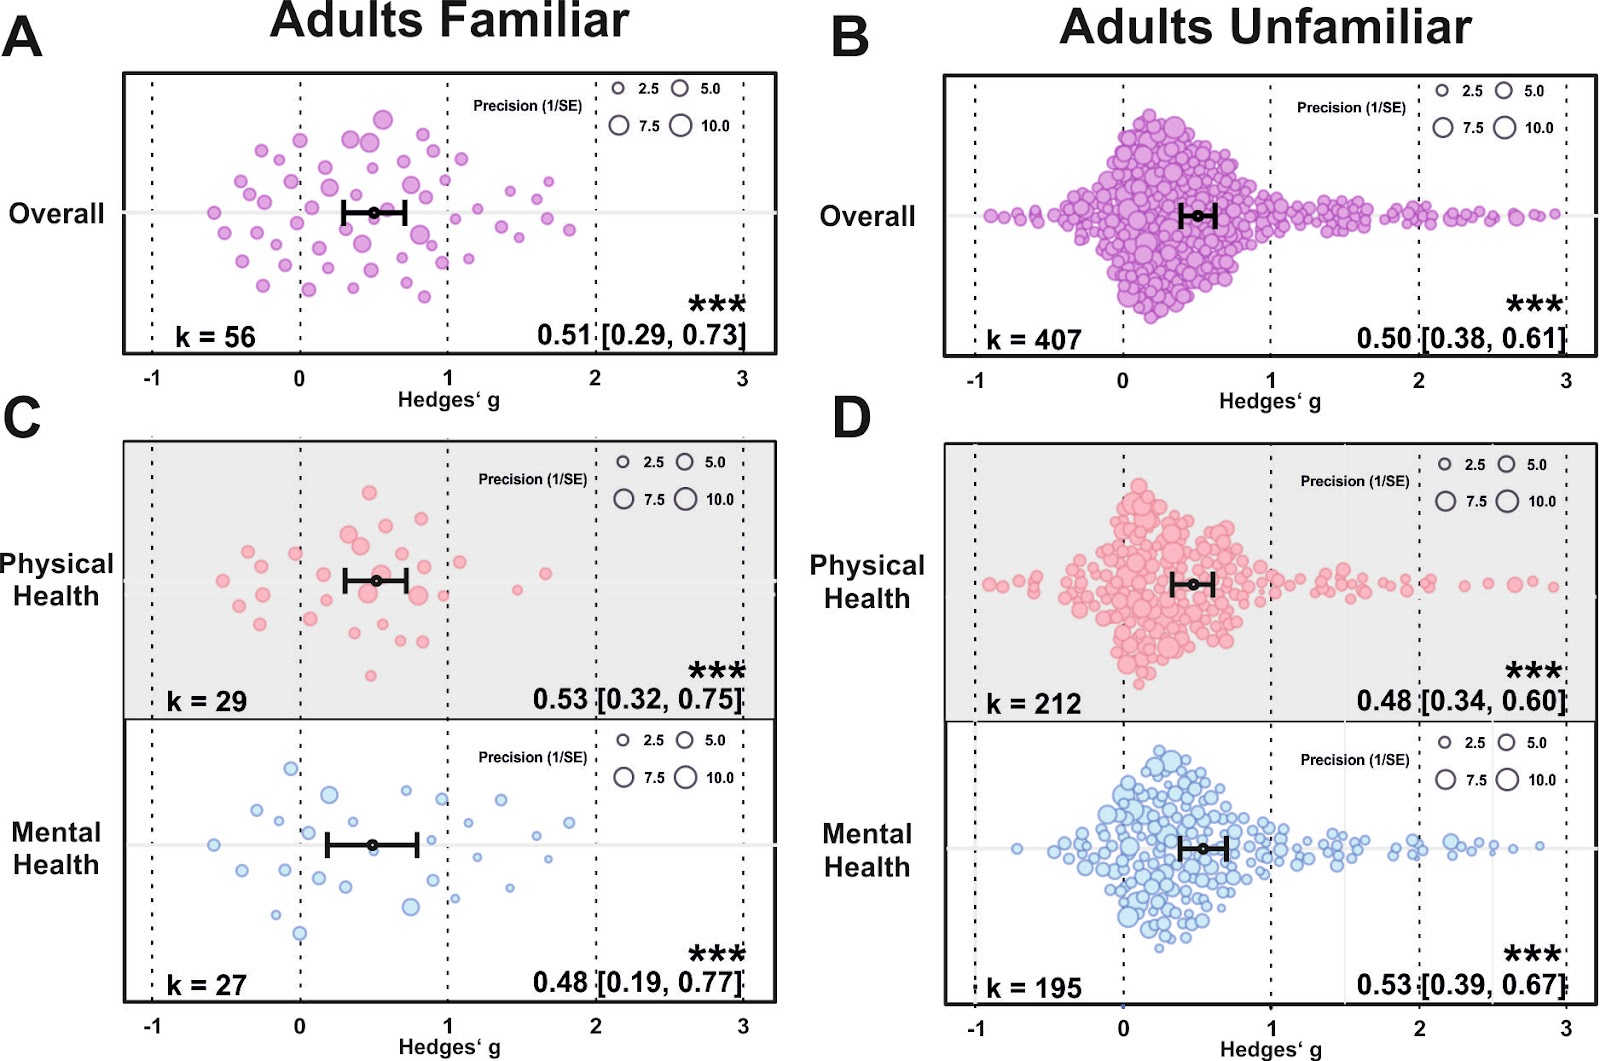 A
Adults Familiar
Precision (1/SE)
2.5 5.0
7.5 10.0
Overall
***
k = 56
0.51 [0.29, 0.73]
-1 0 1 2 3
Hedges‘ g
B
Adults Unfamiliar
Precision (1/SE)
2.5 5.0
7.5 10.0
Overall
***
k = 407
0.50 [0.38, 0.61]
-1 0 1 2 3
Hedges‘ g
C
Precision (1/SE)
2.5 5.0
7.5 10.0
Physical
Health
***
k = 29
0.53 [0.32, 0.75]
Precision (1/SE)
2.5 5.0
7.5 10.0
Mental
Health
***
k = 27
0.48 [0.19, 0.77]
-1 0 1 2 3
Hedges‘ g
D
Precision (1/SE)
2.5 5.0
7.5 10.0
Physical
Health
***
k = 212
0.48 [0.34, 0.60]
Precision (1/SE)
2.5 5.0
7.5 10.0
Mental
Health
***
k = 195
0.53 [0.39, 0.67]
-1 0 1 2 3
Hedges‘ g